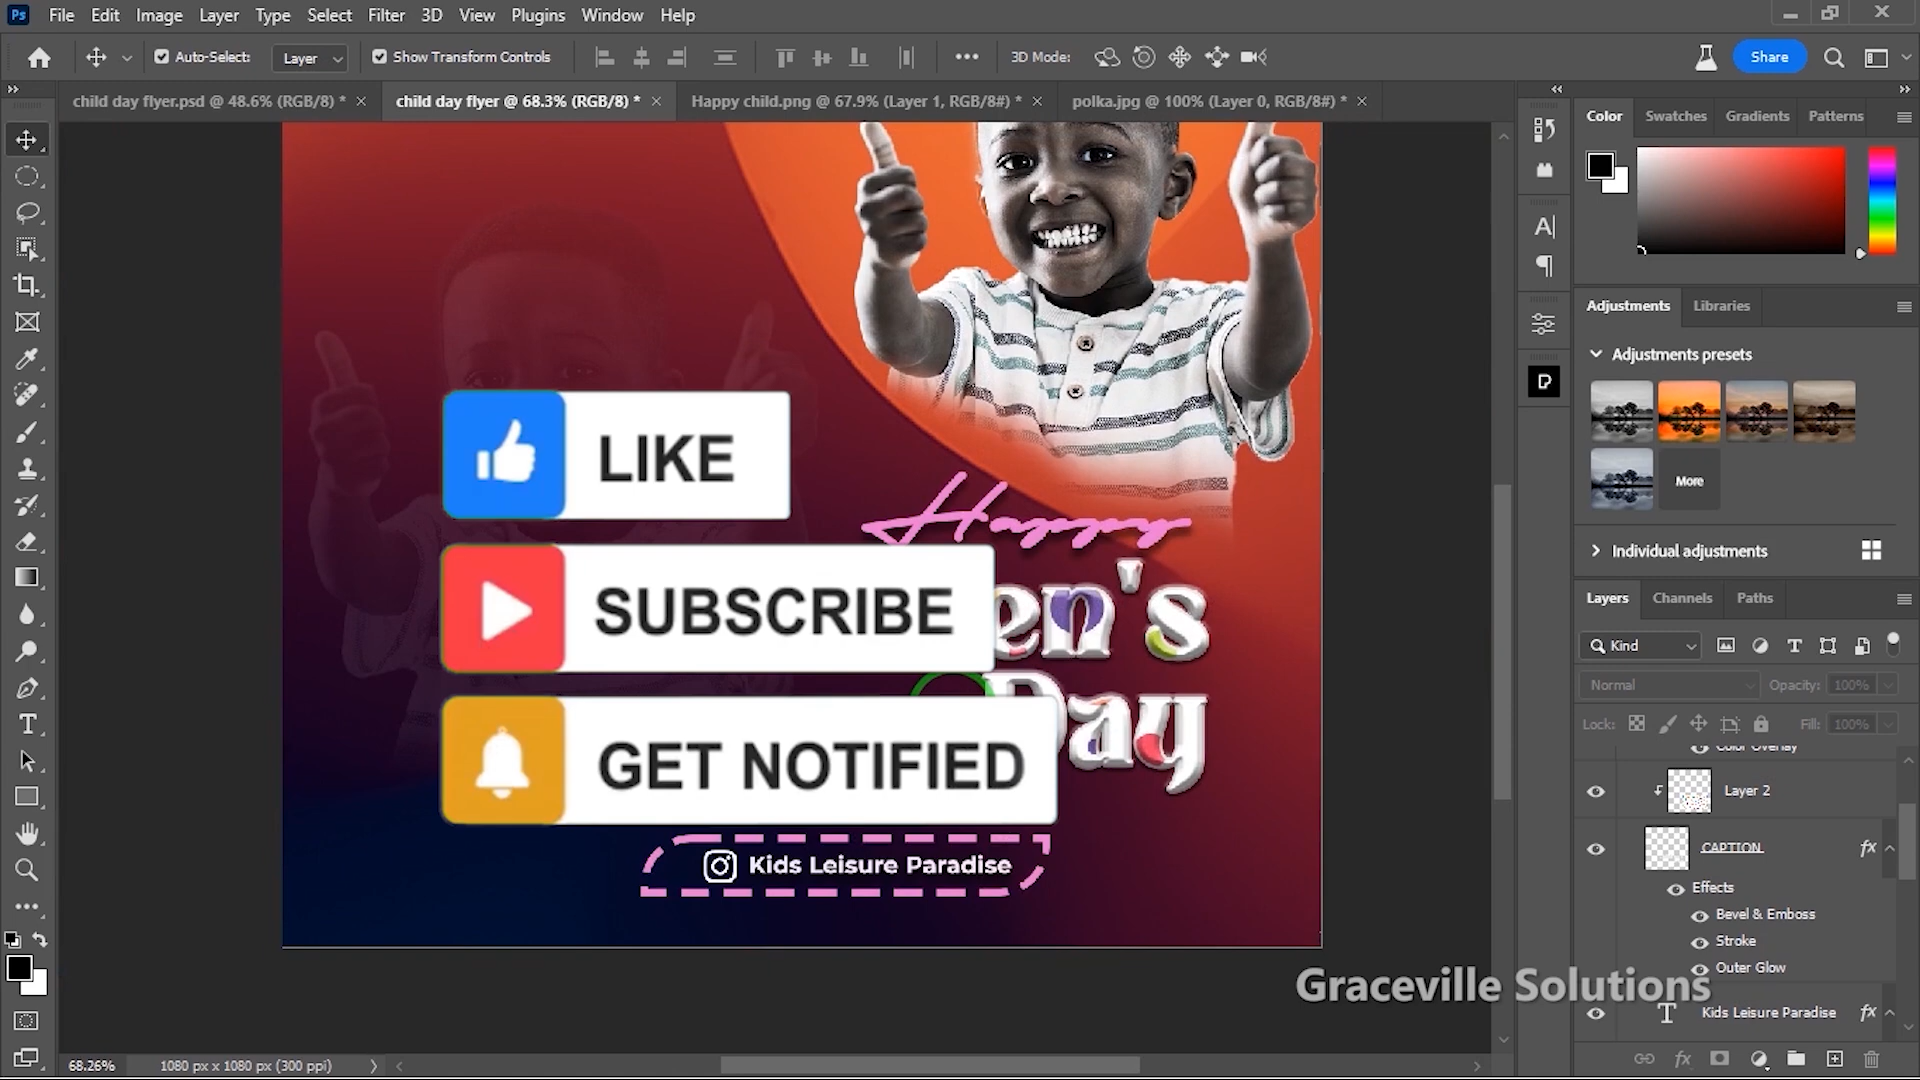 Ps File Edit Image Layer Type Select Filter 3D View Plugins Window Help
Auto-Select: Layer Show Transform Controls 3D Mode: Share
child day flyer.psd @ 48.6% (RGB/8) * child day flyer @ 68.3% (RGB/8) * Happy child.png @ 67.9% (Layer 1, RGB/8#) * polka.jpg @ 100% (Layer 0, RGB/8#) *
Color Swatches Gradients Patterns
Adjustments Libraries
Adjustments presets
More
Individual adjustments
Layers Channels Paths
Kind
Normal Opacity: 100%
Lock: Fill: 100%
Color Overlay
Layer 2
CAPTION fx
Effects
Bevel & Emboss
Stroke
Outer Glow
Kids Leisure Paradise fx
LIKE
SUBSCRIBE
GET NOTIFIED
Happy
en's
Day
Kids Leisure Paradise
Graceville Solutions
68.26% 1080 px x 1080 px (300 ppi)